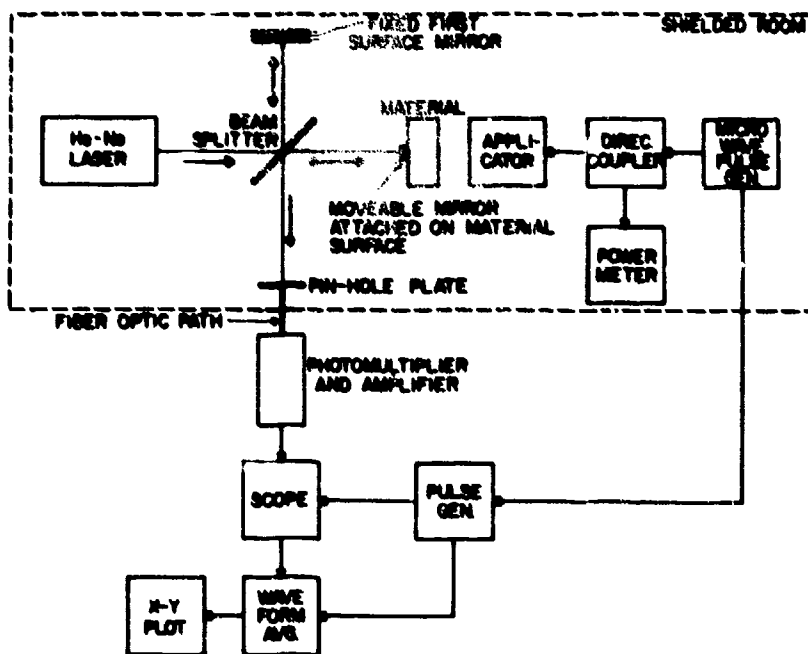 FIXED FIRST
SURFACE MIRROR
SHIELDED ROOM
BEAM
SPLITTER
MATERIAL
He-Ne
LASER
APPLI-
CATOR
DIREC.
COUPLER
MICRO
WAVE
PULSE
GEN.
MOVEABLE MIRROR
ATTACHED ON MATERIAL
SURFACE
POWER
METER
PIN-HOLE PLATE
FIBER OPTIC PATH
PHOTOMULTIPLIER
AND AMPLIFIER
SCOPE
PULSE
GEN.
X-Y
PLOT
WAVE
FORM
AVG.